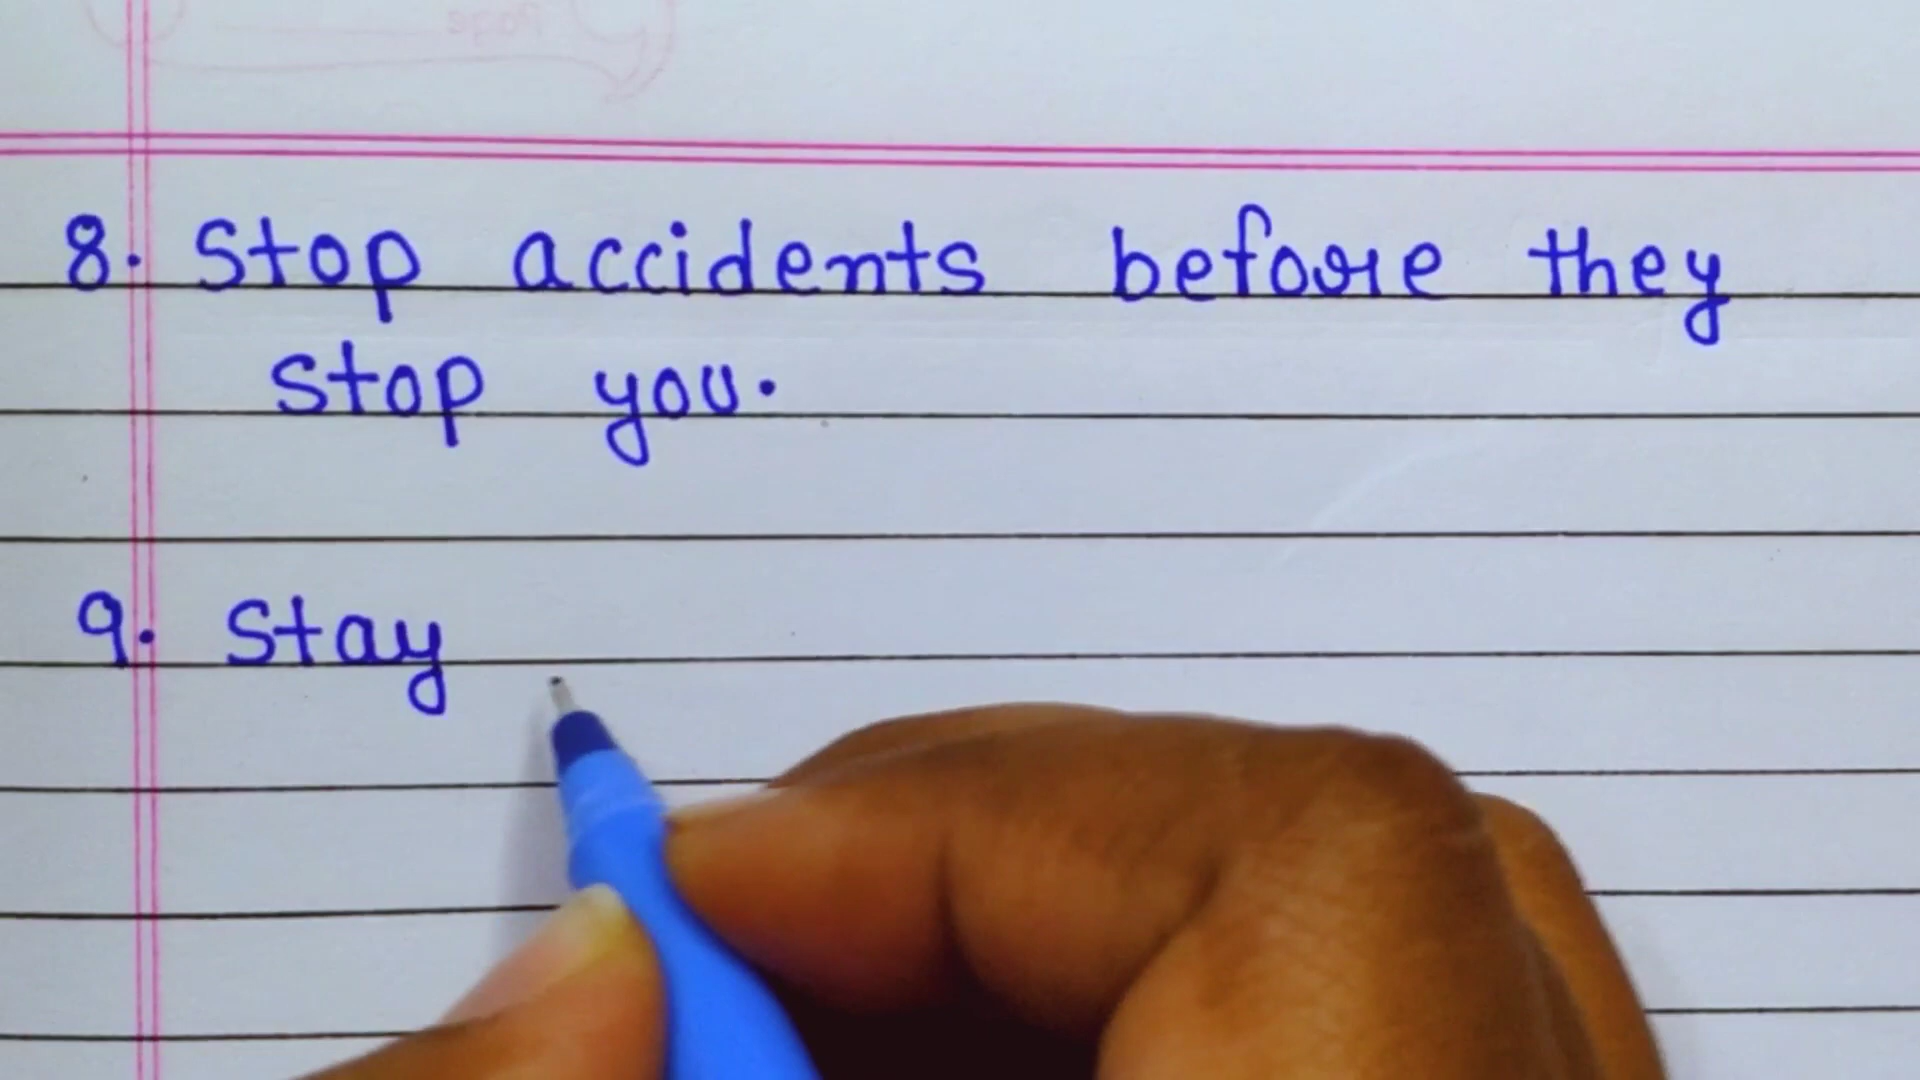 8. Stop accidents before they
stop you.
9. Stay